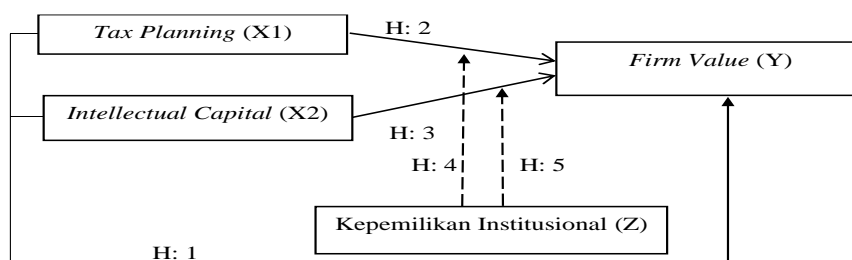 Tax Planning (X1)
H: 2
Firm Value (Y)
Intellectual Capital (X2)
H: 3
H: 4
H: 5
Kepemilikan Institusional (Z)
H: 1